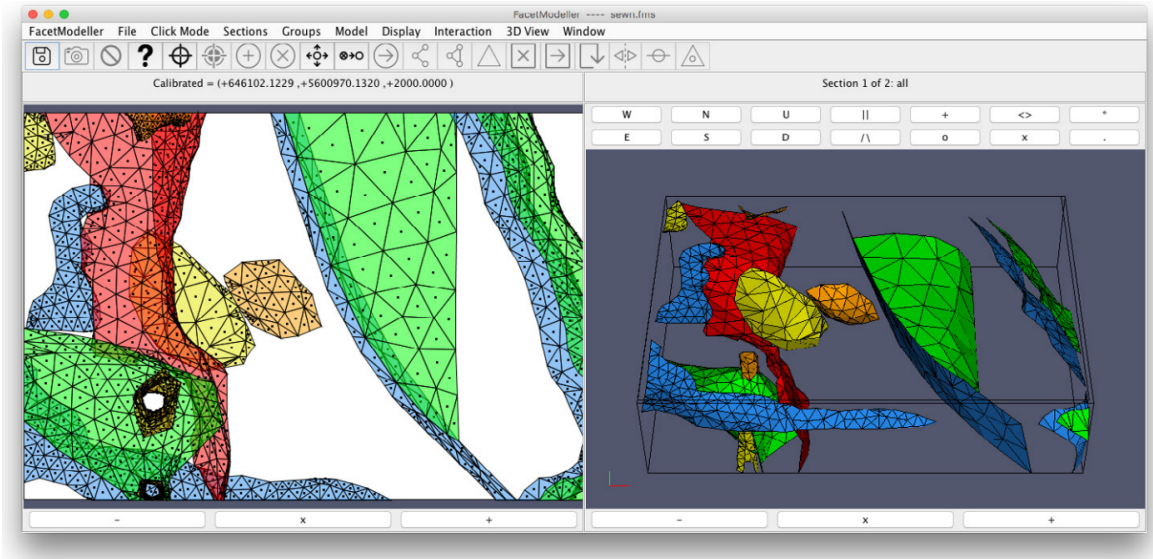 FacetModeller ---- sewn.fms
FacetModeller File Click Mode Sections Groups Model Display Interaction 3D View Window
?
Calibrated = (+646102.1229 ,+5600970.1320 ,+2000.0000 )
Section 1 of 2: all
W N U || + <> *
E S D /\ o x .
- x +
- x +